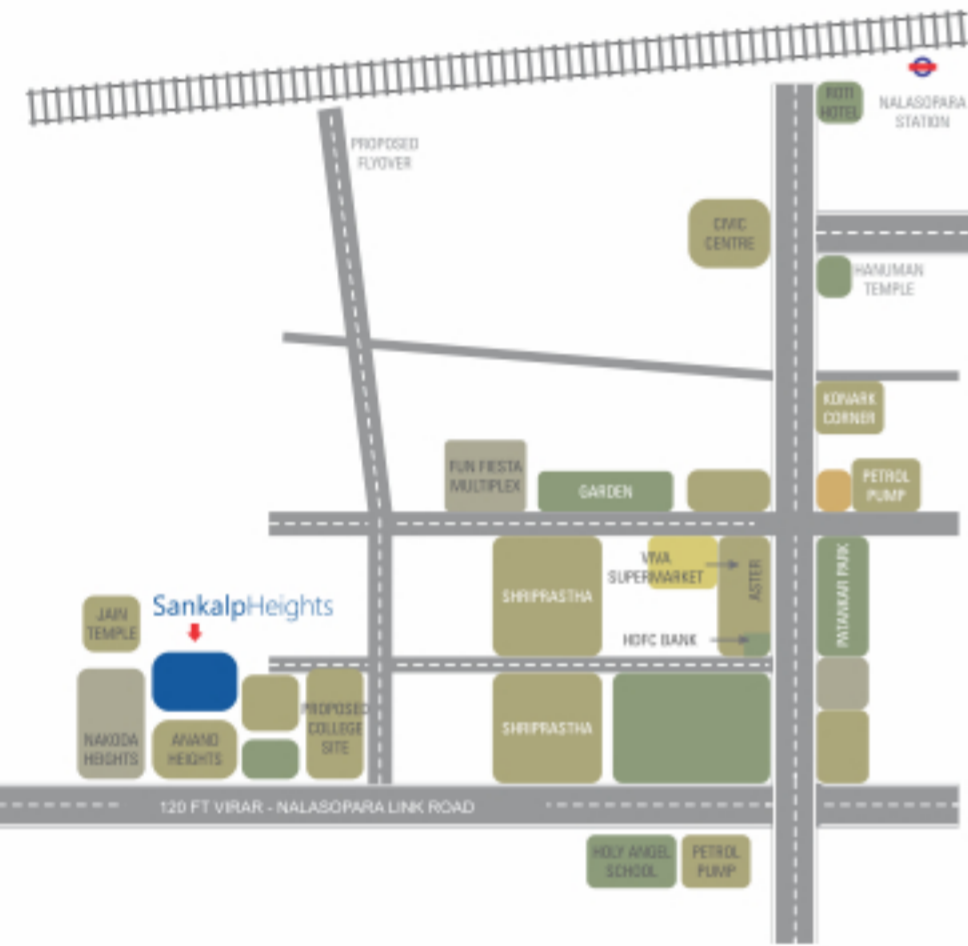 ROTI
HOTEL
NALASOPARA
STATION
PROPOSED
FLYOVER
CIVIC
CENTRE
HANUMAN
TEMPLE
KONARK
CORNER
FUN FIESTA
MULTIPLEX
GARDEN
PETROL
PUMP
VIVA
SUPERMARKET
ASTER
PATANKAR PARK
SHRIPRASTHA
HDFC BANK
JAIN
TEMPLE
SankalpHeights
NAKODA
HEIGHTS
ANAND
HEIGHTS
PROPOSED
COLLEGE
SITE
SHRIPRASTHA
120 FT VIRAR - NALASOPARA LINK ROAD
HOLY ANGEL
SCHOOL
PETROL
PUMP